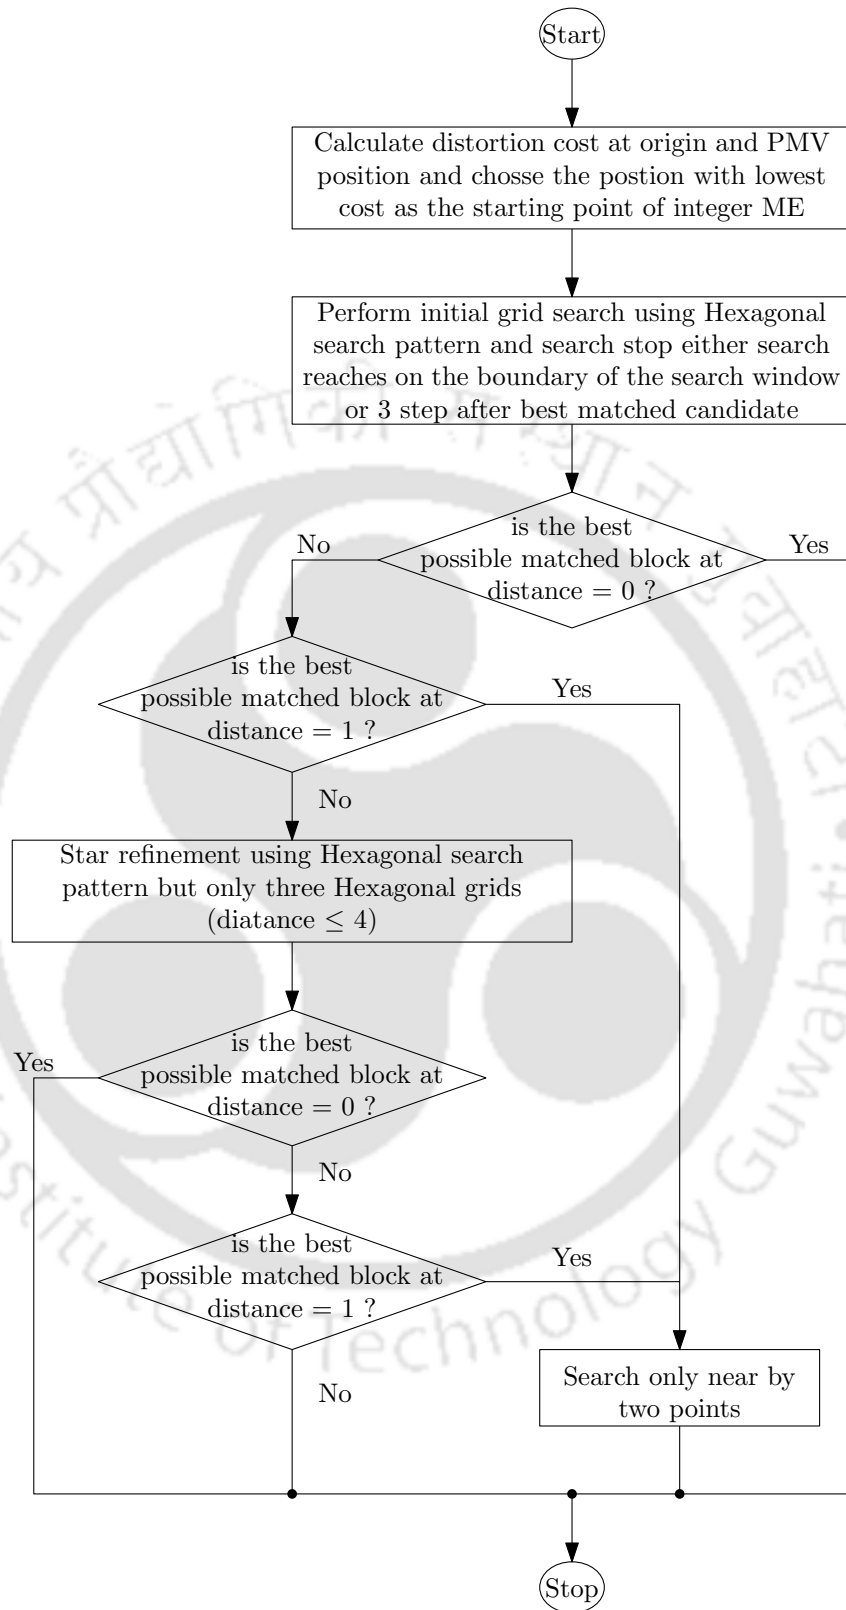 Start
Calculate distortion cost at origin and PMV
position and chosse the postion with lowest
cost as the starting point of integer ME
Perform initial grid search using Hexagonal
search pattern and search stop either search
reaches on the boundary of the search window
or 3 step after best matched candidate
is the best
possible matched block at
distance = 0 ?
No
Yes
is the best
possible matched block at
distance = 1 ?
Yes
No
Star refinement using Hexagonal search
pattern but only three Hexagonal grids
(diatance ≤ 4)
is the best
possible matched block at
distance = 0 ?
Yes
No
is the best
possible matched block at
distance = 1 ?
Yes
No
Search only near by
two points
Stop
stitute of Technology Guwahati